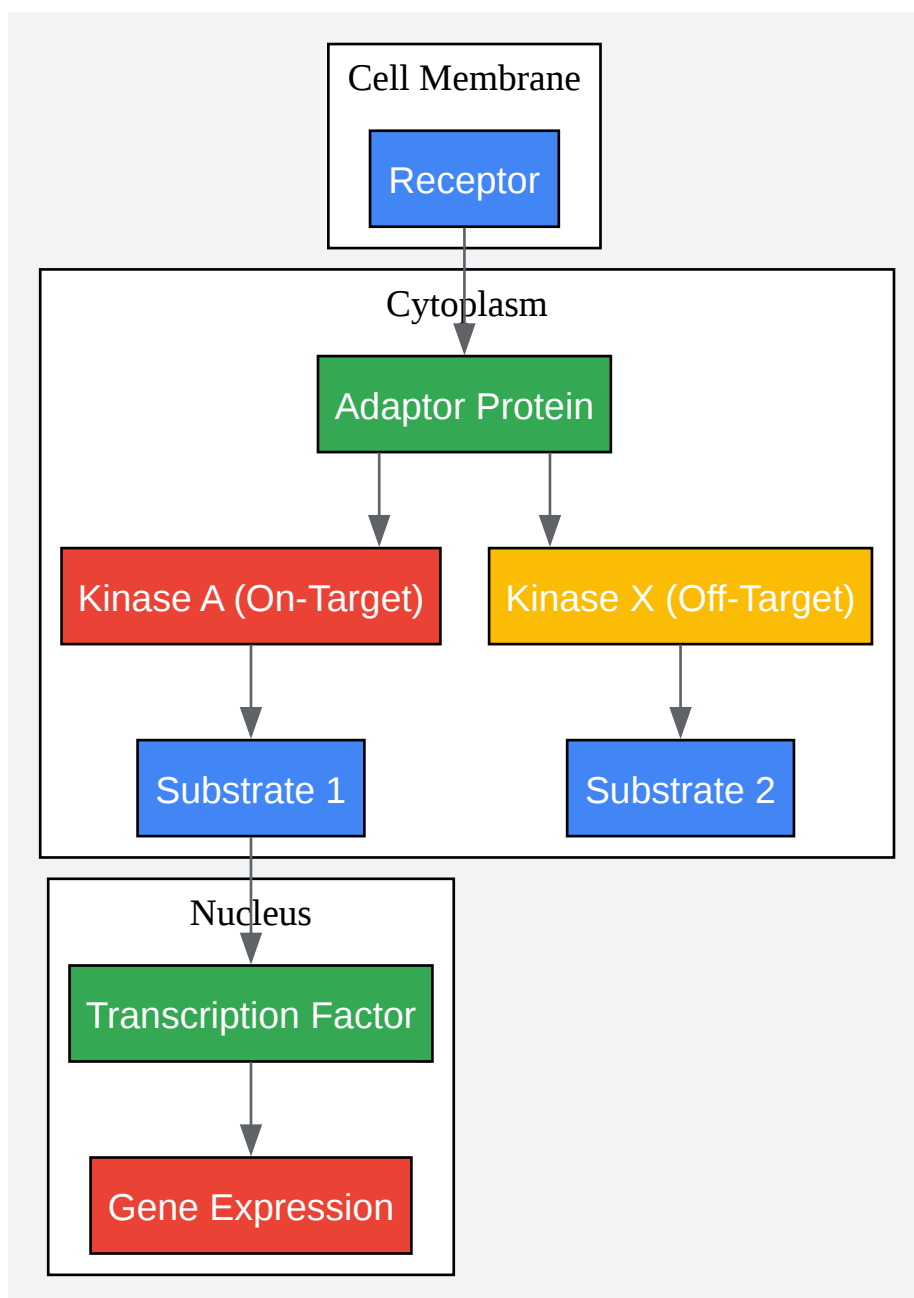 Cell Membrane
Receptor
Cytoplasm
Adaptor Protein
Kinase A (On-Target)
Kinase X (Off-Target)
Substrate 1
Substrate 2
Nucleus
Transcription Factor
Gene Expression